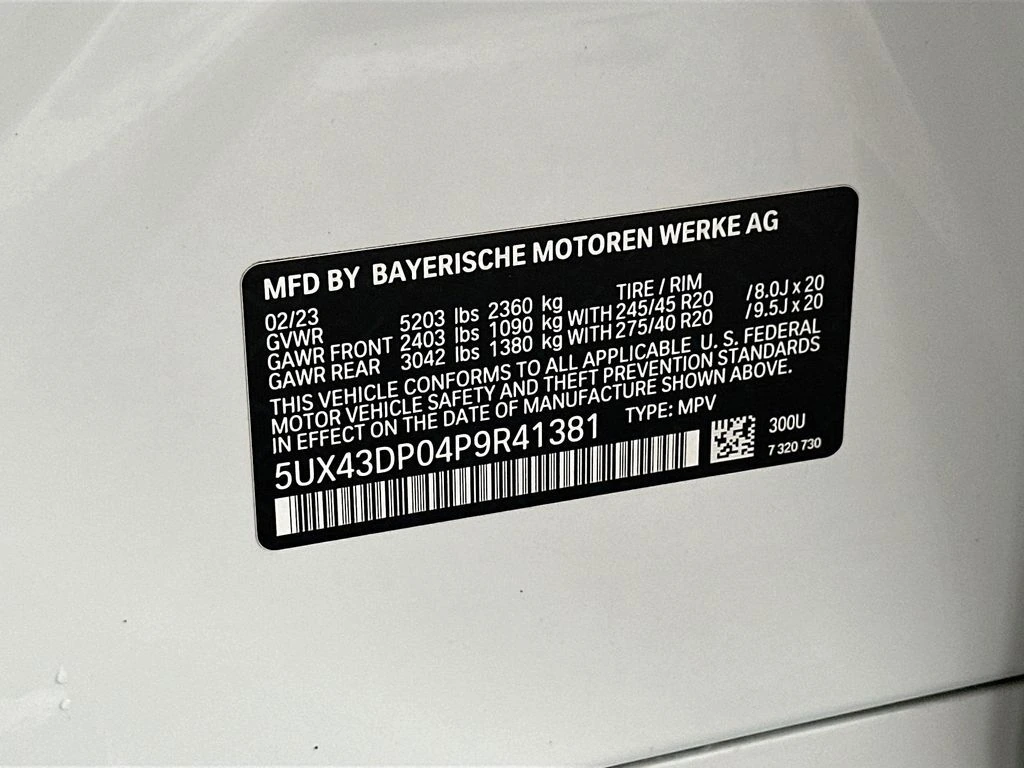 MFD BY BAYERISCHE MOTOREN WERKE AG
02/23 TIRE / RIM
GVWR 5203 lbs 2360 kg
GAWR FRONT 2403 lbs 1090 kg WITH 245/45 R20 /8.0J x 20
GAWR REAR 3042 lbs 1380 kg WITH 275/40 R20 /9.5J x 20
THIS VEHICLE CONFORMS TO ALL APPLICABLE U. S. FEDERAL
MOTOR VEHICLE SAFETY AND THEFT PREVENTION STANDARDS
IN EFFECT ON THE DATE OF MANUFACTURE SHOWN ABOVE.
5UX43DP04P9R41381 TYPE: MPV
300U
7 320 730